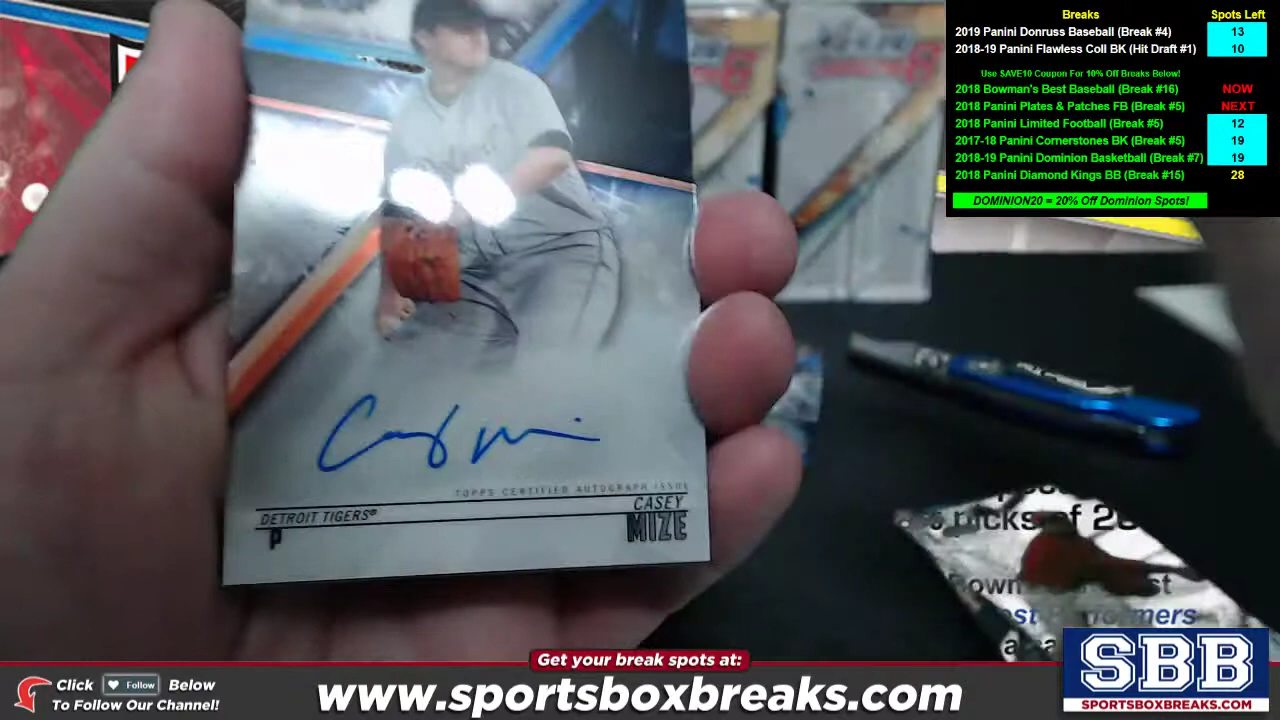 Breaks Spots Left
2019 Panini Donruss Baseball (Break #4) 13
2018-19 Panini Flawless Coll BK (Hit Draft #1) 10
Use SAVE10 Coupon For 10% Off Breaks Below!
2018 Bowman's Best Baseball (Break #16) NOW
2018 Panini Plates & Patches FB (Break #5) NEXT
2018 Panini Limited Football (Break #5) 12
2017-18 Panini Cornerstones BK (Break #5) 19
2018-19 Panini Dominion Basketball (Break #7) 19
2018 Panini Diamond Kings BB (Break #15) 28
DOMINION20 = 20% Off Dominion Spots!
TOPPS CERTIFIED AUTOGRAPH ISSUE
DETROIT TIGERS® CASEY
P MIZE
picks of
Get your break spots at:
Click Follow Below
To Follow Our Channel!
www.sportsboxbreaks.com
SBB
SPORTSBOXBREAKS.COM